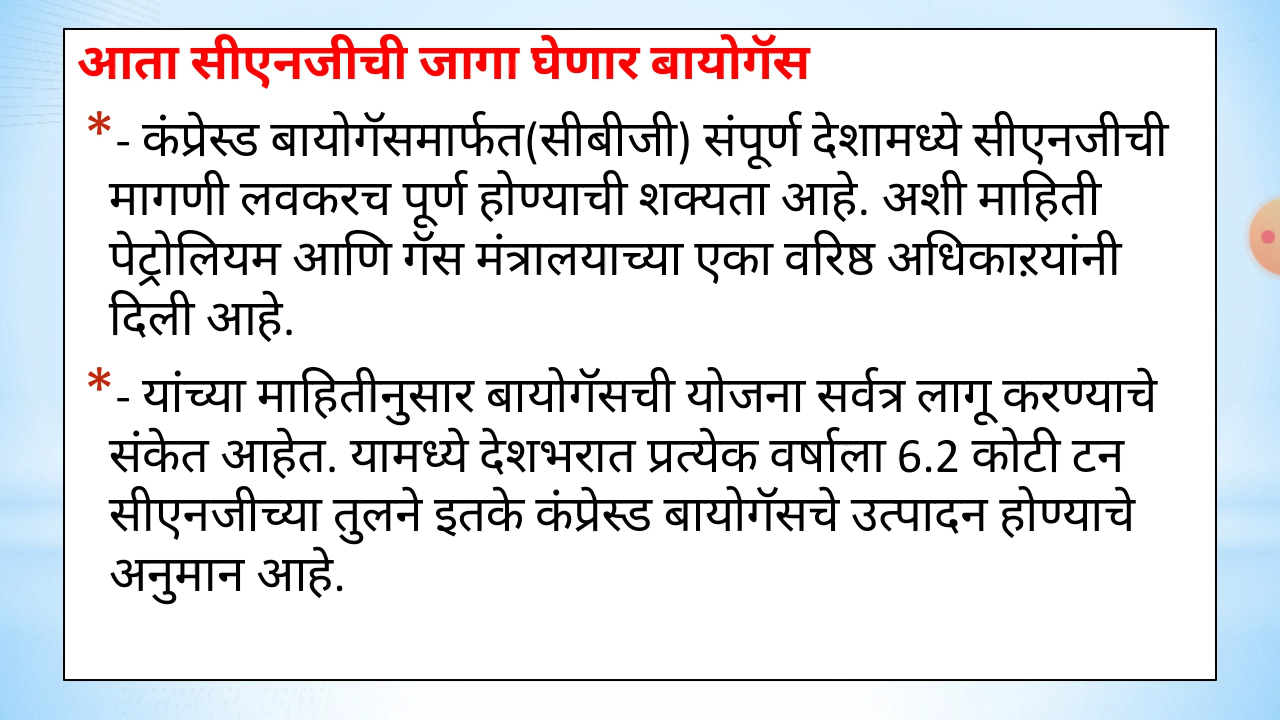 आता सीएनजीची जागा घेणार बायोगॅस
* - कंप्रेस्ड बायोगॅसमार्फत(सीबीजी) संपूर्ण देशामध्ये सीएनजीची
मागणी लवकरच पूर्ण होण्याची शक्यता आहे. अशी माहिती
पेट्रोलियम आणि गॅस मंत्रालयाच्या एका वरिष्ठ अधिकाऱयांनी
दिली आहे.
* - यांच्या माहितीनुसार बायोगॅसची योजना सर्वत्र लागू करण्याचे
संकेत आहेत. यामध्ये देशभरात प्रत्येक वर्षाला 6.2 कोटी टन
सीएनजीच्या तुलने इतके कंप्रेस्ड बायोगॅसचे उत्पादन होण्याचे
अनुमान आहे.